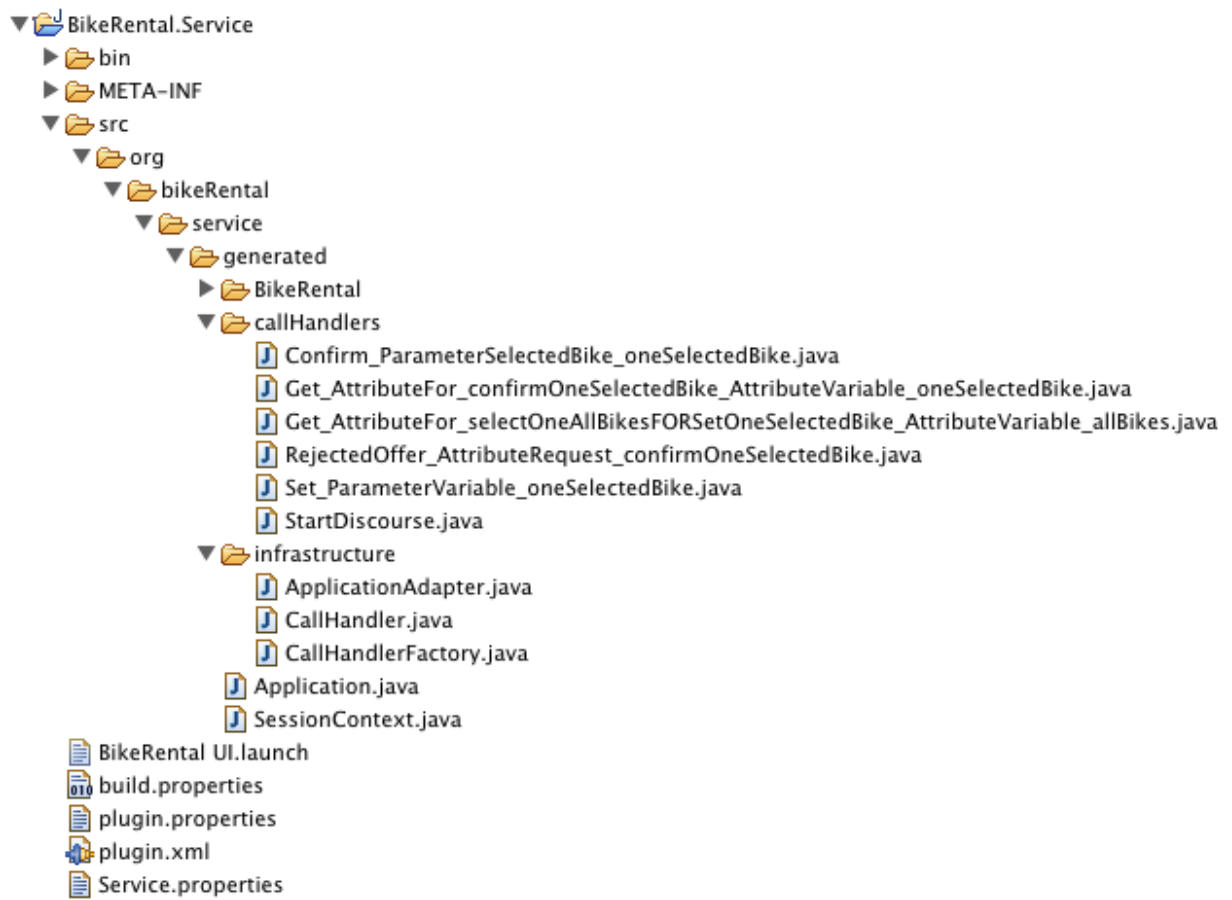 BikeRental.Service
bin
META-INF
src
org
bikeRental
service
generated
BikeRental
callHandlers
Confirm_ParameterSelectedBike_oneSelectedBike.java
Get_AttributeFor_confirmOneSelectedBike_AttributeVariable_oneSelectedBike.java
Get_AttributeFor_selectOneAllBikesFORSetOneSelectedBike_AttributeVariable_allBikes.java
RejectedOffer_AttributeRequest_confirmOneSelectedBike.java
Set_ParameterVariable_oneSelectedBike.java
StartDiscourse.java
infrastructure
ApplicationAdapter.java
CallHandler.java
CallHandlerFactory.java
Application.java
SessionContext.java
BikeRental UI.launch
build.properties
plugin.properties
plugin.xml
Service.properties